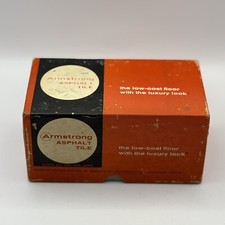 Armstrong
ASPHALT
TILE
the low-cost floor
with the luxury look
Armstrong
ASPHALT
TILE
the low-cost floor
with the luxury look